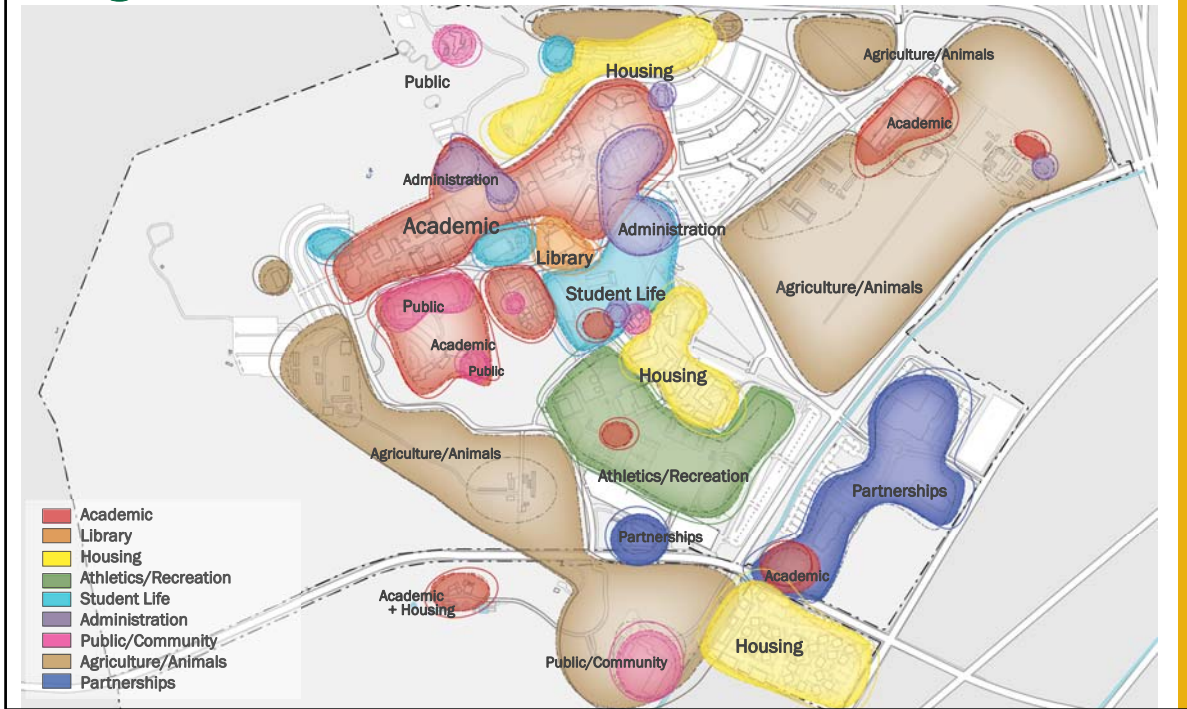 Public
Housing
Agriculture/Animals
Academic
Administration
Academic
Administration
Library
Student Life
Agriculture/Animals
Public
Academic
Public
Housing
Agriculture/Animals
Athletics/Recreation
Partnerships
Partnerships
Academic
Academic
+ Housing
Public/Community
Housing
Academic
Library
Housing
Athletics/Recreation
Student Life
Administration
Public/Community
Agriculture/Animals
Partnerships